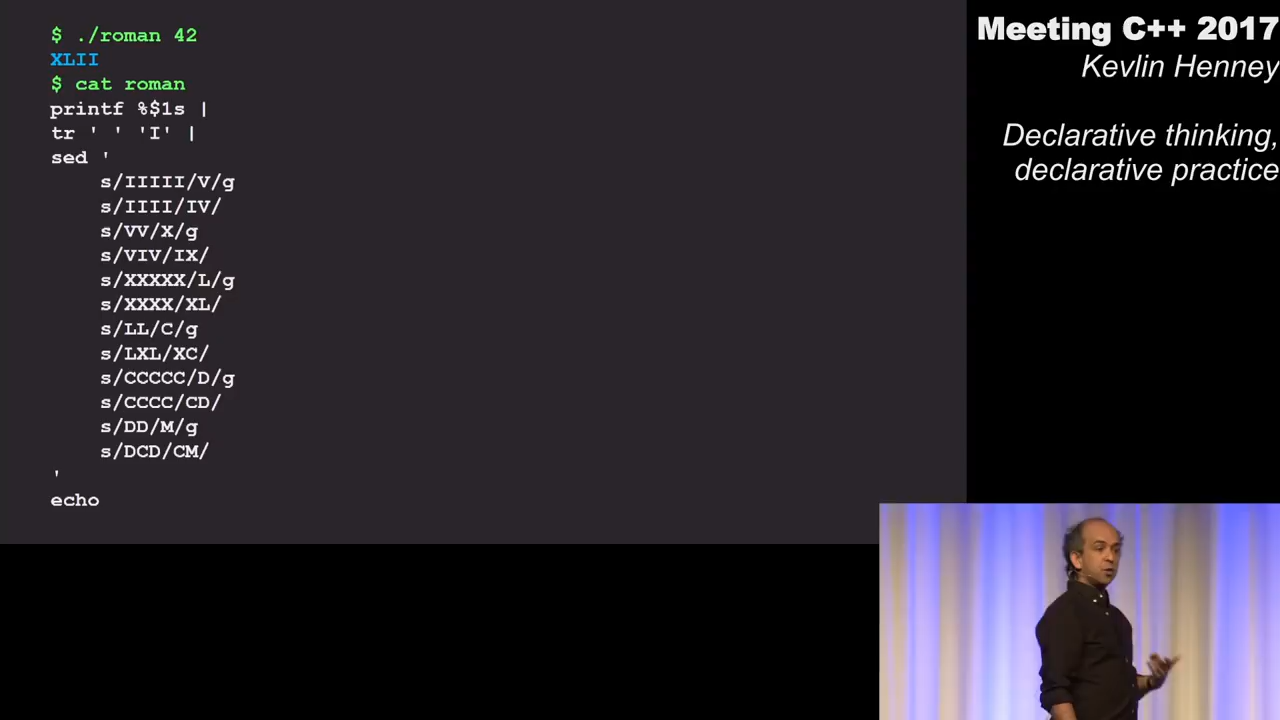 $ ./roman 42
XLII
$ cat roman
printf %$1s |
tr ' ' 'I' |
sed '
    s/IIIII/V/g
    s/IIII/IV/
    s/VV/X/g
    s/VIV/IX/
    s/XXXXX/L/g
    s/XXXX/XL/
    s/LL/C/g
    s/LXL/XC/
    s/CCCCC/D/g
    s/CCCC/CD/
    s/DD/M/g
    s/DCD/CM/
'
echo
Meeting C++ 2017
Kevlin Henney
Declarative thinking,
declarative practice